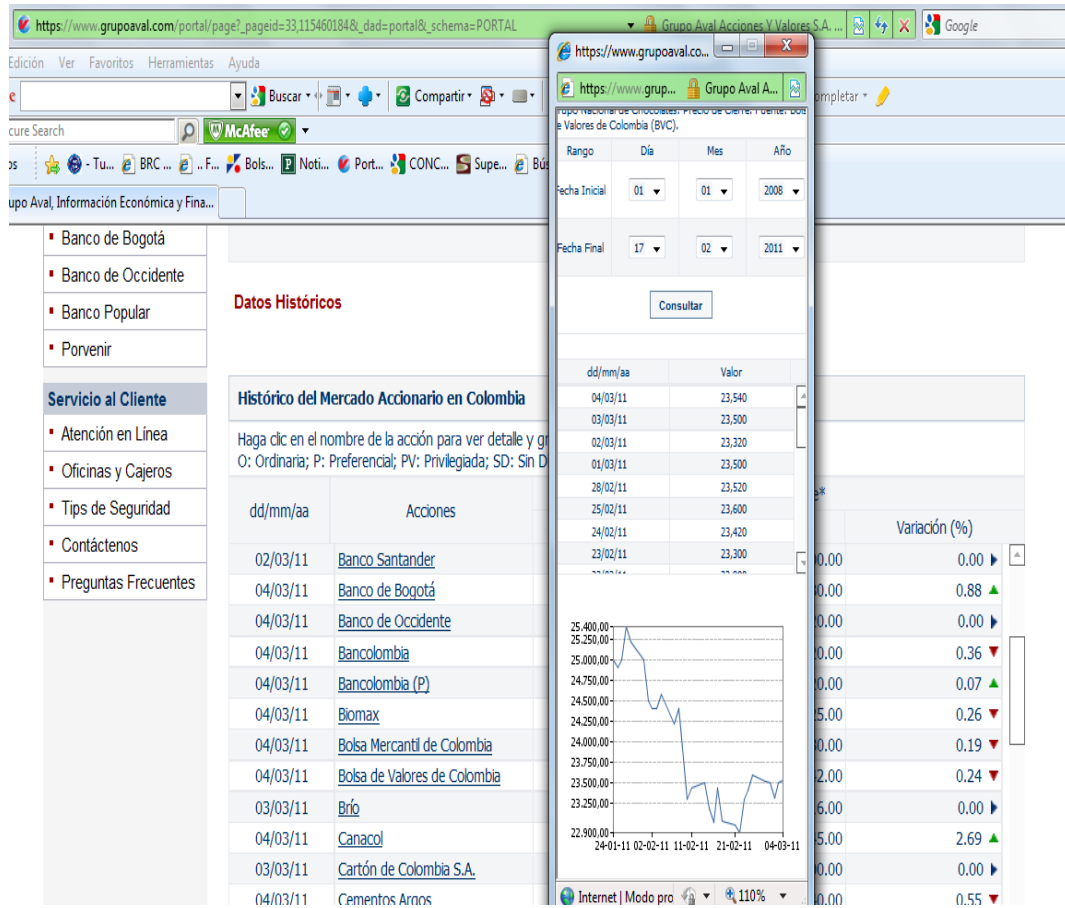 https://www.grupoaval.com/portal/page?_pageid=33,115460184&_dad=portal&_schema=PORTAL
Grupo Aval Acciones Y Valores S.A. ...
Google
Edición Ver Favoritos Herramientas Ayuda
Buscar
Compartir
McAfee
- Tu... BRC ... .. F... Bols... Noti... Port... CONC... Supe...
Banco de Bogotá
Banco de Occidente
Banco Popular
Porvenir
Servicio al Cliente
Atención en Línea
Oficinas y Cajeros
Tips de Seguridad
Contáctenos
Preguntas Frecuentes
Datos Históricos
Histórico del Mercado Accionario en Colombia
Haga clic en el nombre de la acción para ver detalle y
O: Ordinaria; P: Preferencial; PV: Privilegiada; SD: Sin
dd/mm/aa Acciones
Variación (%)
02/03/11 Banco Santander 0.00
04/03/11 Banco de Bogotá 0.88
04/03/11 Banco de Occidente 0.00
04/03/11 Bancolombia 0.36
04/03/11 Bancolombia (P) 0.07
04/03/11 Biomax 0.26
04/03/11 Bolsa Mercantil de Colombia 0.19
04/03/11 Bolsa de Valores de Colombia 0.24
03/03/11 Brío 0.00
04/03/11 Canacol 2.69
03/03/11 Cartón de Colombia S.A. 0.00
04/03/11 Cementos Argos 0.55
https://www.grupoaval.co...
https://www.grup... Grupo Aval A...
e Valores de Colombia (BVC).
Rango Día Mes Año
Fecha Inicial 01 01 2008
Fecha Final 17 02 2011
Consultar
dd/mm/aa Valor
04/03/11 23,540
03/03/11 23,500
02/03/11 23,320
01/03/11 23,500
28/02/11 23,520
25/02/11 23,600
24/02/11 23,420
23/02/11 23,300
25.400,00
25.250,00
25.000,00
24.750,00
24.500,00
24.250,00
24.000,00
23.750,00
23.500,00
23.250,00
22.900,00
24-01-11 02-02-11 11-02-11 21-02-11 04-03-11
Internet | Modo pro 110%